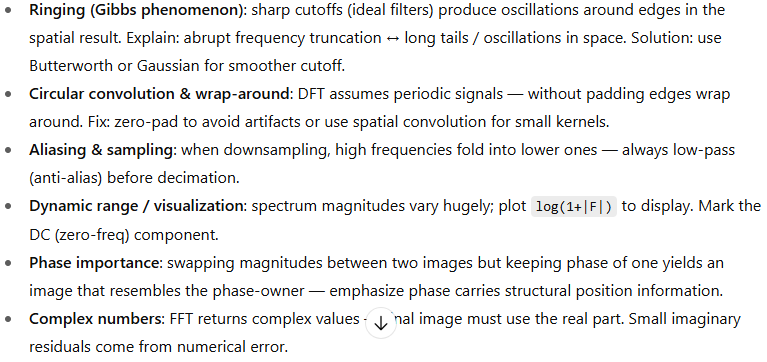 • Ringing (Gibbs phenomenon): sharp cutoffs (ideal filters) produce oscillations around edges in the
spatial result. Explain: abrupt frequency truncation ↔ long tails / oscillations in space. Solution: use
Butterworth or Gaussian for smoother cutoff.
• Circular convolution & wrap-around: DFT assumes periodic signals — without padding edges wrap
around. Fix: zero-pad to avoid artifacts or use spatial convolution for small kernels.
• Aliasing & sampling: when downsampling, high frequencies fold into lower ones — always low-pass
(anti-alias) before decimation.
• Dynamic range / visualization: spectrum magnitudes vary hugely; plot log(1+|F|) to display. Mark the
DC (zero-freq) component.
• Phase importance: swapping magnitudes between two images but keeping phase of one yields an
image that resembles the phase-owner — emphasize phase carries structural position information.
• Complex numbers: FFT returns complex values image must use the real part. Small imaginary
residuals come from numerical error.